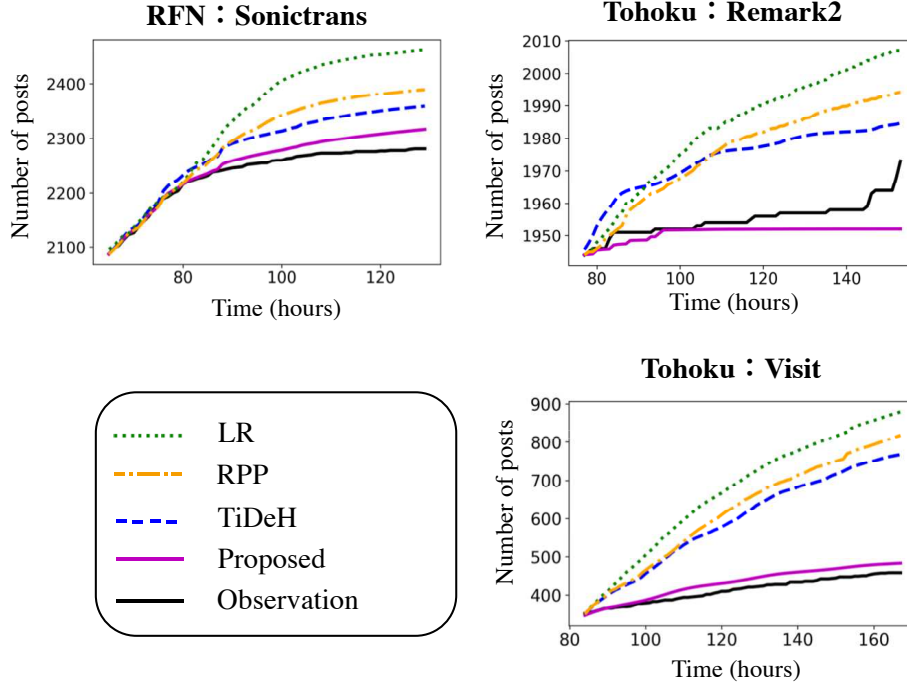 RFN：Sonictrans
Number of posts
2400
2300
2200
2100
80
100
120
Time (hours)
Tohoku：Remark2
Number of posts
2010
2000
1990
1980
1970
1960
1950
80
100
120
140
Time (hours)
LR
RPP
TiDeH
Proposed
Observation
Tohoku：Visit
Number of posts
900
800
700
600
500
400
80
100
120
140
160
Time (hours)